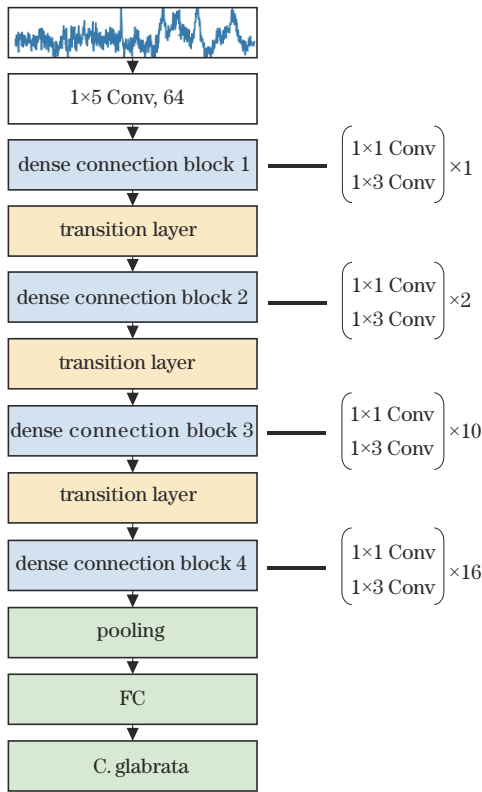 1×5 Conv, 64
dense connection block 1
1×1 Conv
1×3 Conv
×1
transition layer
dense connection block 2
1×1 Conv
1×3 Conv
×2
transition layer
dense connection block 3
1×1 Conv
1×3 Conv
×10
transition layer
dense connection block 4
1×1 Conv
1×3 Conv
×16
pooling
FC
C. glabrata